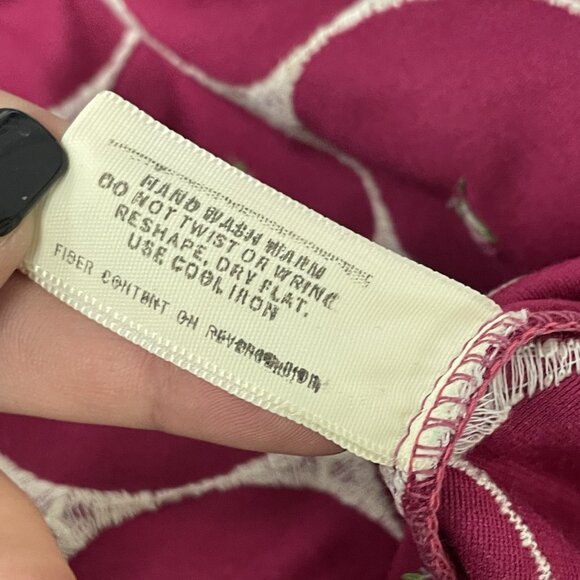 HAND WASH WARM
DO NOT TWIST OR WRING
RESHAPE, DRY FLAT.
USE COOL IRON
FIBER CONTENT ON REVERSE